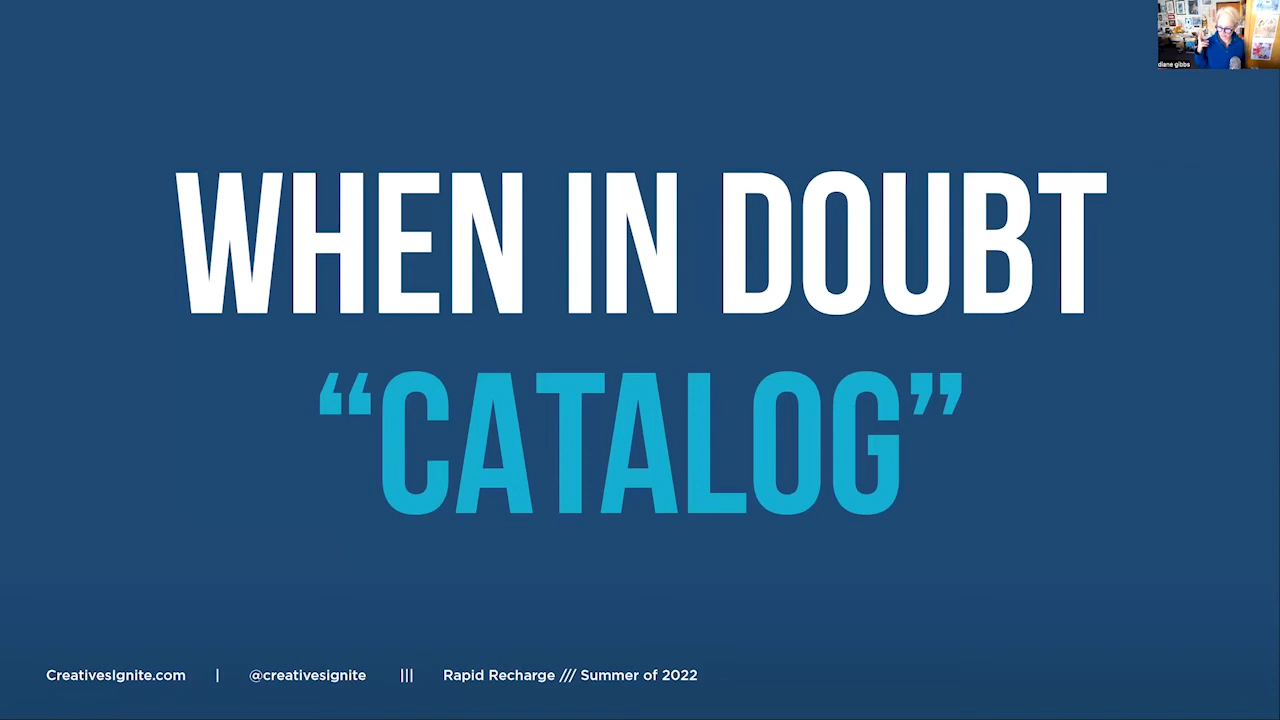 diane gibbs
WHEN IN DOUBT
“CATALOG”
CreativesIgnite.com | @creativesignite ||| Rapid Recharge /// Summer of 2022